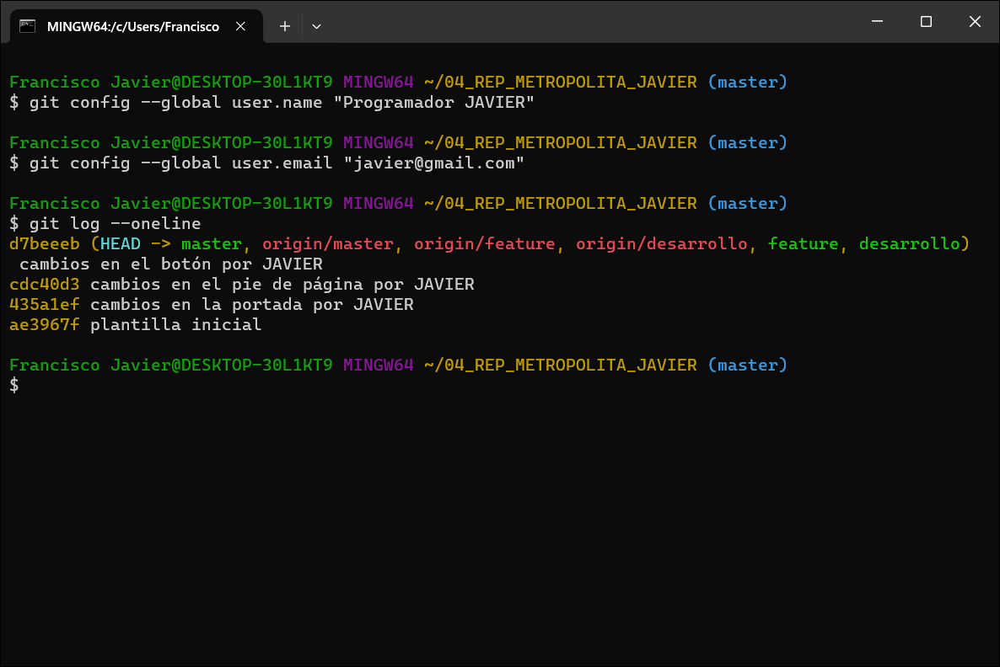 MINGW64:/c/Users/Francisco
Francisco Javier@DESKTOP-30L1KT9 MINGW64 ~/04_REP_METROPOLITA_JAVIER (master)
$ git config --global user.name "Programador JAVIER"
Francisco Javier@DESKTOP-30L1KT9 MINGW64 ~/04_REP_METROPOLITA_JAVIER (master)
$ git config --global user.email "javier@gmail.com"
Francisco Javier@DESKTOP-30L1KT9 MINGW64 ~/04_REP_METROPOLITA_JAVIER (master)
$ git log --oneline
d7beeeb (HEAD -> master, origin/master, origin/feature, origin/desarrollo, feature, desarrollo)
cambios en el botón por JAVIER
cdc40d3 cambios en el pie de página por JAVIER
435a1ef cambios en la portada por JAVIER
ae3967f plantilla inicial
Francisco Javier@DESKTOP-30L1KT9 MINGW64 ~/04_REP_METROPOLITA_JAVIER (master)
$